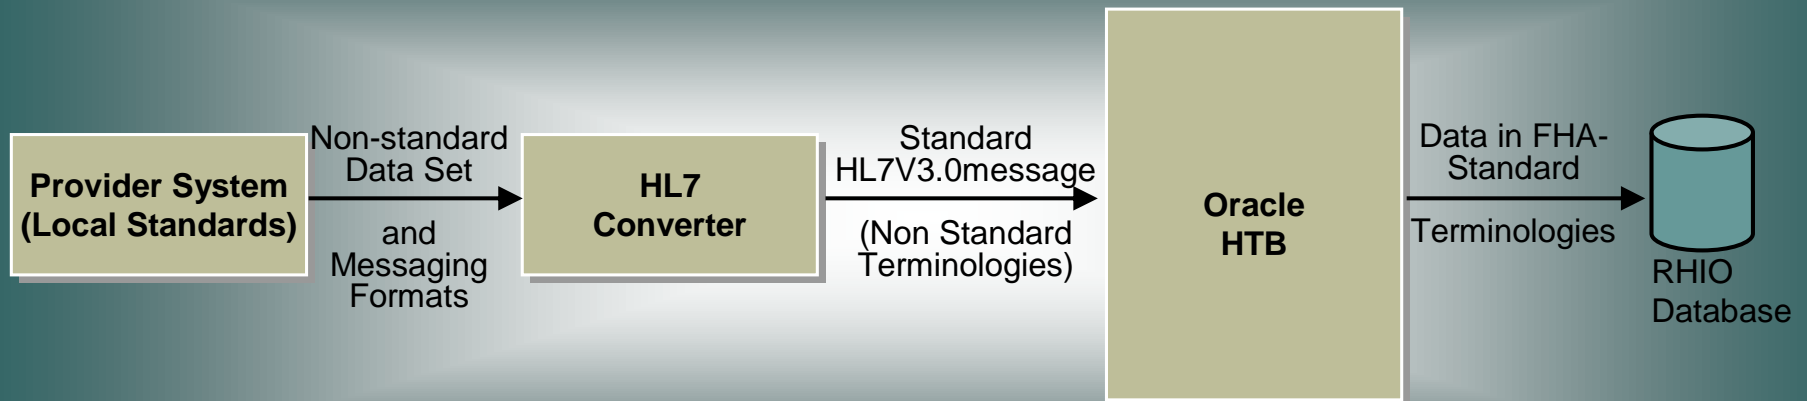 Provider System
(Local Standards)
Non-standard
Data Set
and
Messaging
Formats
HL7
Converter
Standard
HL7V3.0message
(Non Standard
Terminologies)
Oracle
HTB
Data in FHA-
Standard
Terminologies
RHIO
Database